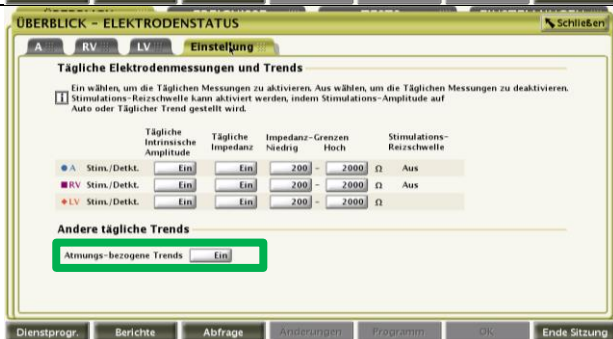 ÜBERBLICK - ELEKTRODENSTATUS
Schließen
A RV LV Einstellung
Tägliche Elektrodenmessungen und Trends
Ein wählen, um die Täglichen Messungen zu aktivieren. Aus wählen, um die Täglichen Messungen zu deaktivieren.
Stimulations-Reizschwelle kann aktiviert werden, indem Stimulations-Amplitude auf
Auto oder Täglicher Trend gestellt wird.
Tägliche Intrinsische Amplitude
Tägliche Impedanz
Impedanz-Grenzen
Niedrig Hoch
Stimulations-Reizschwelle
A Stim./Detkt. Ein Ein 200 - 2000 Ω Aus
RV Stim./Detkt. Ein Ein 200 - 2000 Ω Aus
LV Stim./Detkt. Ein Ein 200 - 2000 Ω
Andere tägliche Trends
Atmungs-bezogene Trends Ein
Dienstprogr. Berichte Abfrage Änderungen Programm OK Ende Sitzung